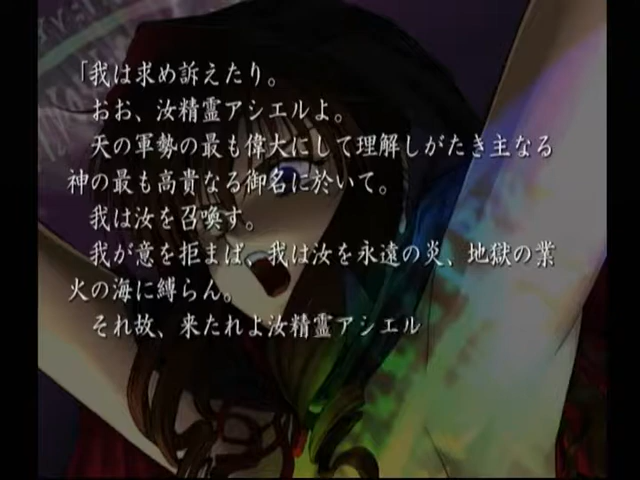 「我は求め訴えたり。
おお、汝精霊アシエルよ。
天の軍勢の最も偉大にして理解しがたき主なる
神の最も高貴なる御名に於いて。
我は汝を召喚す。
我が意を拒まば、我は汝を永遠の炎、地獄の業
火の海に縛らん。
それ故、来たれよ汝精霊アシエル